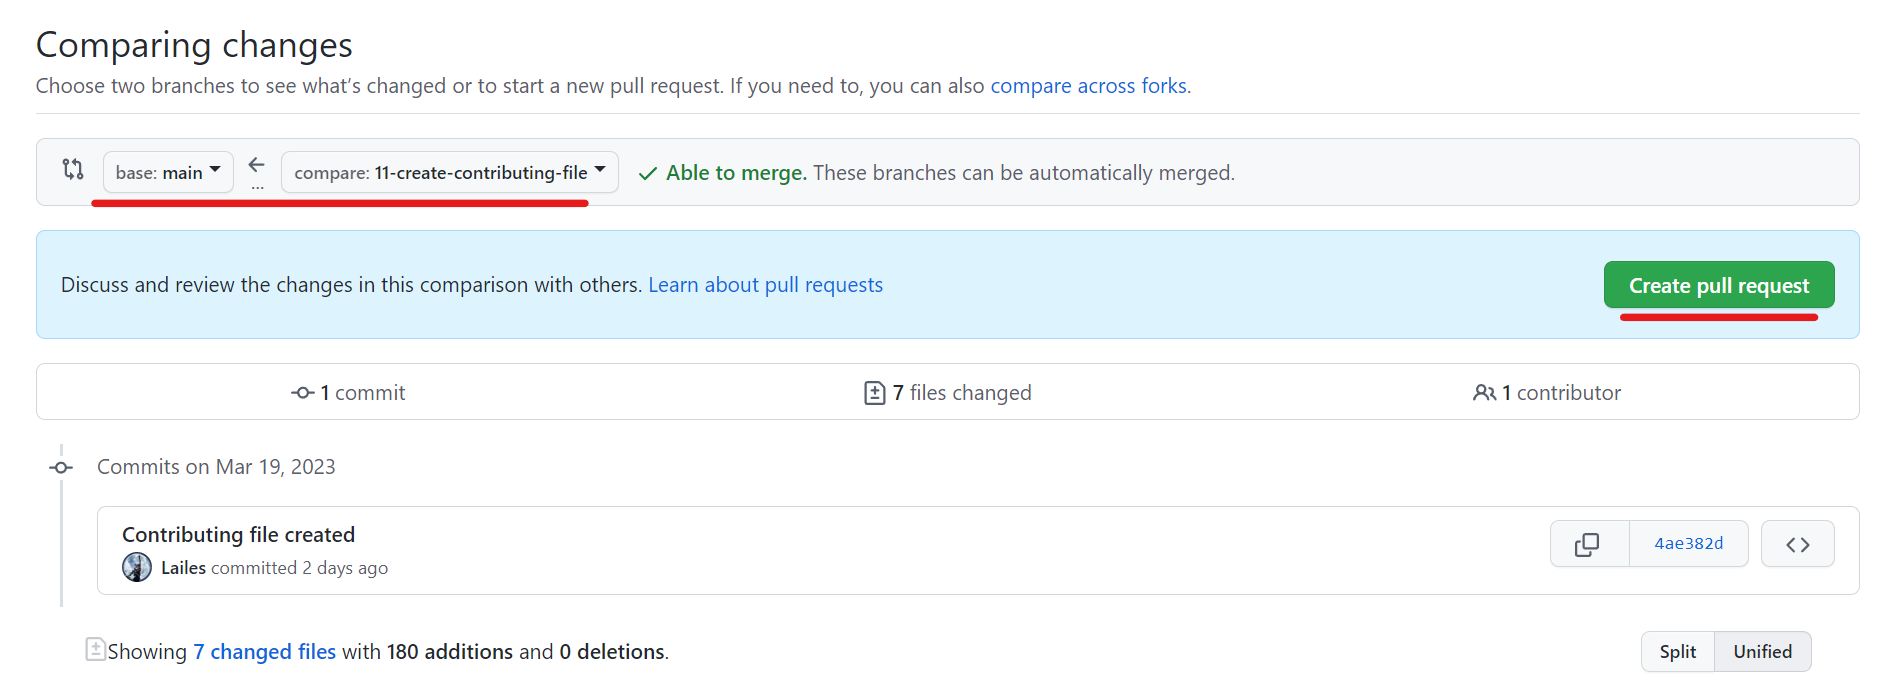 Comparing changes
Choose two branches to see what's changed or to start a new pull request. If you need to, you can also compare across forks.
base: main ... compare: 11-create-contributing-file Able to merge. These branches can be automatically merged.
Discuss and review the changes in this comparison with others. Learn about pull requests Create pull request
1 commit 7 files changed 1 contributor
Commits on Mar 19, 2023
Contributing file created
Lailes committed 2 days ago 4ae382d
Showing 7 changed files with 180 additions and 0 deletions. Split Unified